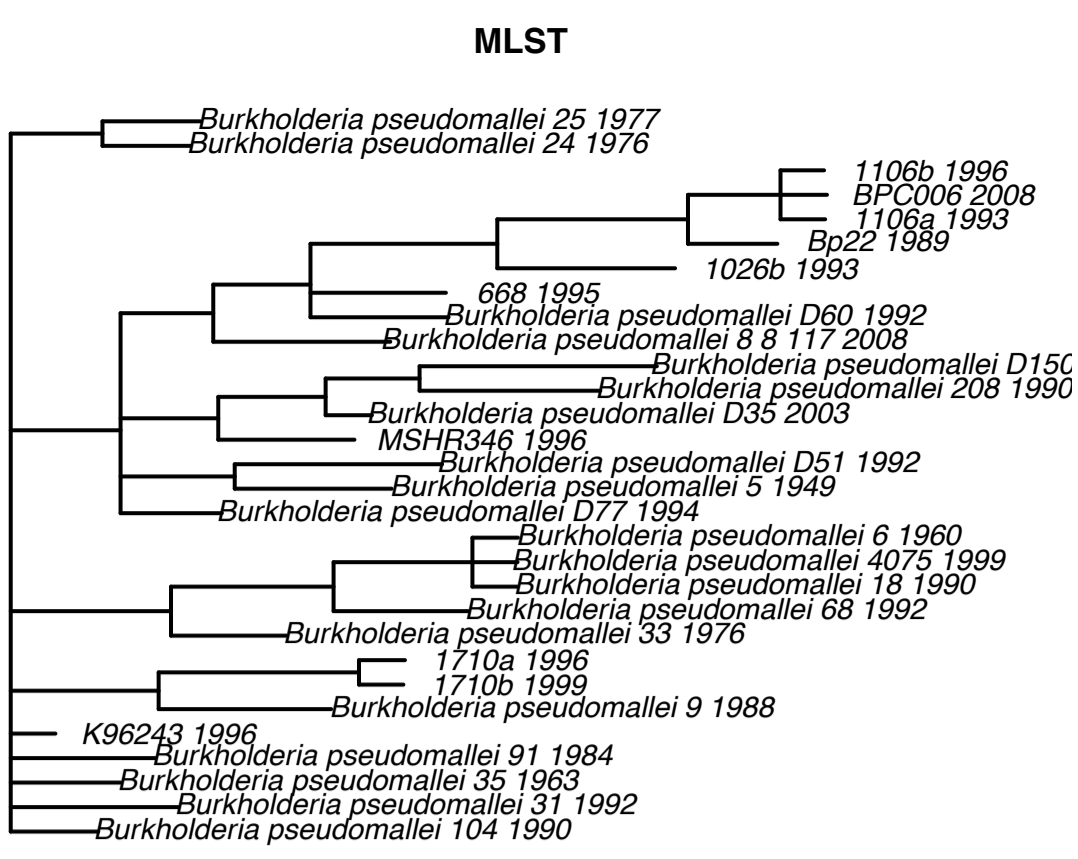 MLST
Burkholderia pseudomallei 25 1977
Burkholderia pseudomallei 24 1976
1106b 1996
BPC006 2008
1106a 1993
Bp22 1989
1026b 1993
668 1995
Burkholderia pseudomallei D60 1992
Burkholderia pseudomallei 8 8 117 2008
Burkholderia pseudomallei D150
Burkholderia pseudomallei 208 1990
Burkholderia pseudomallei D35 2003
MSHR346 1996
Burkholderia pseudomallei D51 1992
Burkholderia pseudomallei 5 1949
Burkholderia pseudomallei D77 1994
Burkholderia pseudomallei 6 1960
Burkholderia pseudomallei 4075 1999
Burkholderia pseudomallei 18 1990
Burkholderia pseudomallei 68 1992
Burkholderia pseudomallei 33 1976
1710a 1996
1710b 1999
Burkholderia pseudomallei 9 1988
K96243 1996
Burkholderia pseudomallei 91 1984
Burkholderia pseudomallei 35 1963
Burkholderia pseudomallei 31 1992
Burkholderia pseudomallei 104 1990